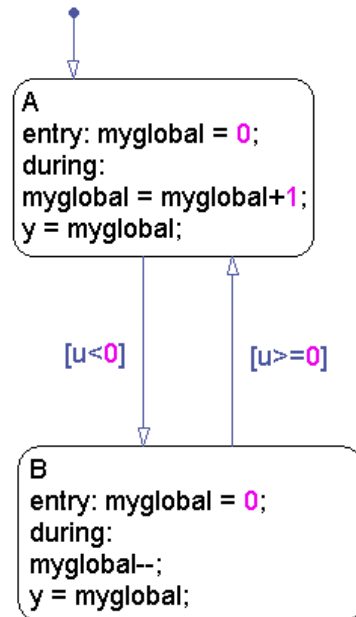 A
entry: myglobal = 0;
during:
myglobal = myglobal+1;
y = myglobal;
[u<0]
[u>=0]
B
entry: myglobal = 0;
during:
myglobal--;
y = myglobal;